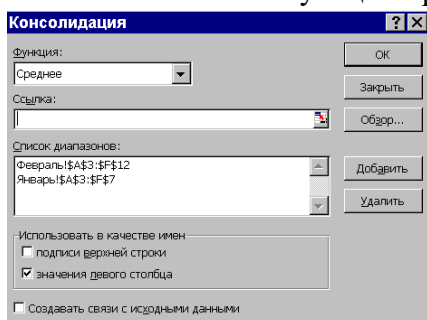 Консолидация
Функция:
Среднее
Ссылка:
Список диапазонов:
Февраль!$A$3:$F$12
Январь!$A$3:$F$7
Использовать в качестве имен
подписи верхней строки
значения левого столбца
Создавать связи с исходными данными
ОК
Закрыть
Обзор...
Добавить
Удалить